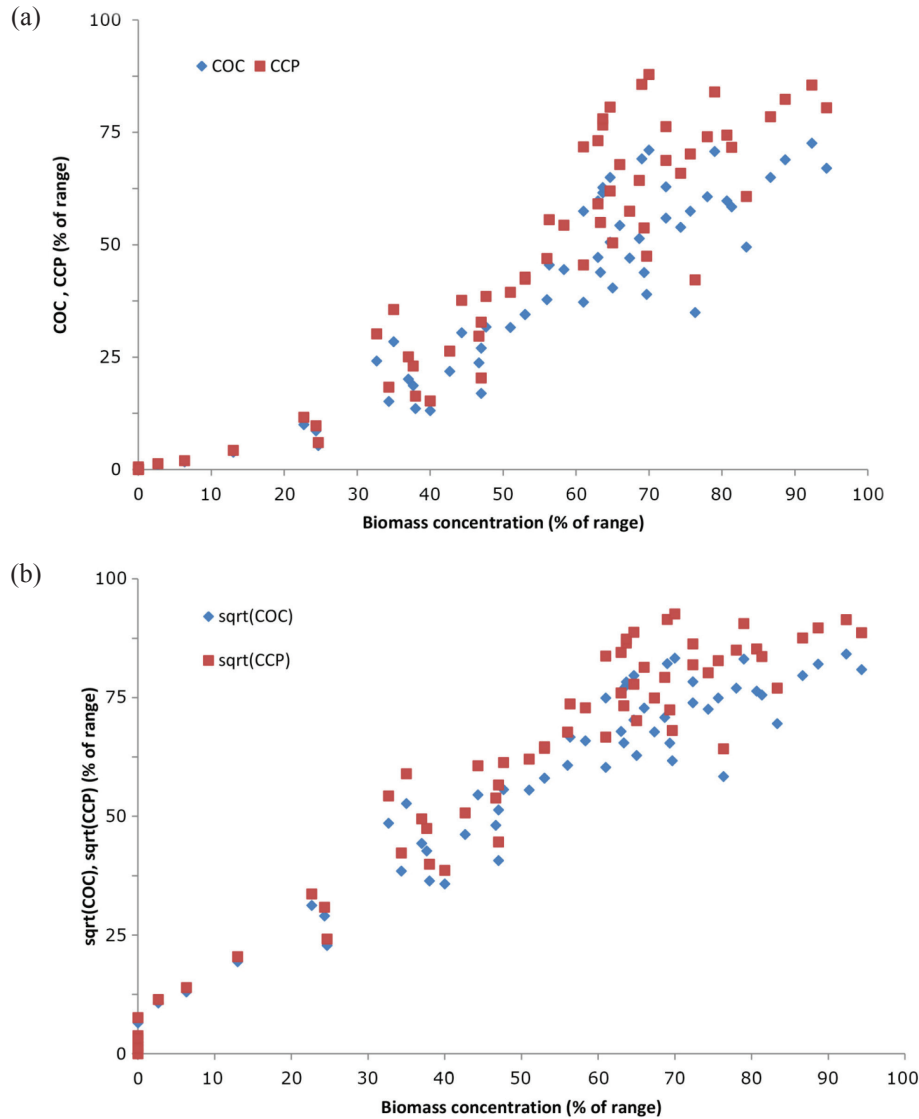 (a)
100
COC CCP
75
50
25
0
0 10 20 30 40 50 60 70 80 90 100
COC , CCP (% of range)
Biomass concentration (% of range)
(b)
100
sqrt(COC)
sqrt(CCP)
75
50
25
0
0 10 20 30 40 50 60 70 80 90 100
sqrt(COC), sqrt(CCP) (% of range)
Biomass concentration (% of range)